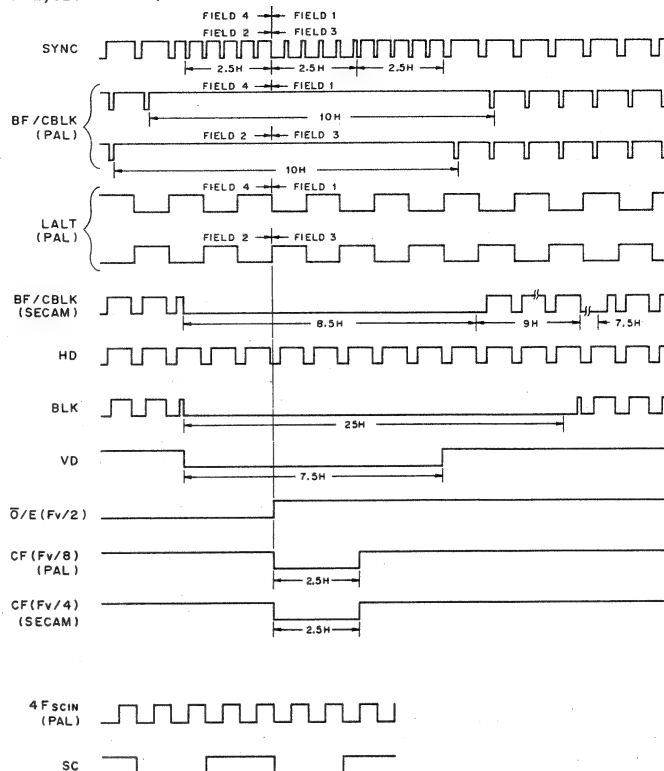 FIELD 4 FIELD 1
FIELD 2 FIELD 3
SYNC
2.5H 2.5H 2.5H
FIELD 4 FIELD 1
BF/CBLK
(PAL)
10H
FIELD 2 FIELD 3
10H
FIELD 4 FIELD 1
LALT
(PAL)
FIELD 2 FIELD 3
BF/CBLK
(SECAM)
8.5H 9H 7.5H
HD
BLK
25H
VD
7.5H
O̅/E(Fv/2)
CF(Fv/8)
(PAL)
2.5H
CF(Fv/4)
(SECAM)
2.5H
4FSCIN
(PAL)
SC